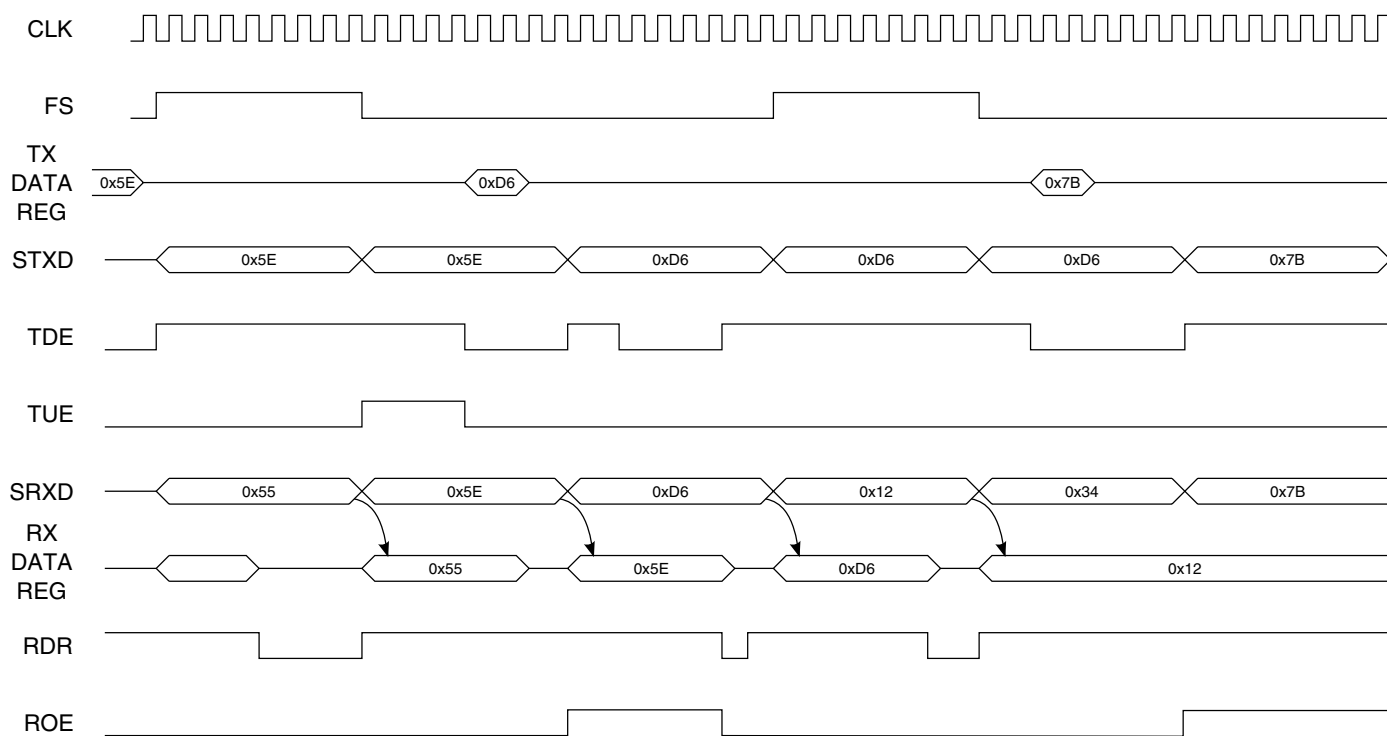 CLK
FS
TX
DATA
REG
0x5E
0xD6
0x7B
STXD
0x5E
0x5E
0xD6
0xD6
0xD6
0x7B
TDE
TUE
SRXD
0x55
0x5E
0xD6
0x12
0x34
0x7B
RX
DATA
REG
0x55
0x5E
0xD6
0x12
RDR
ROE